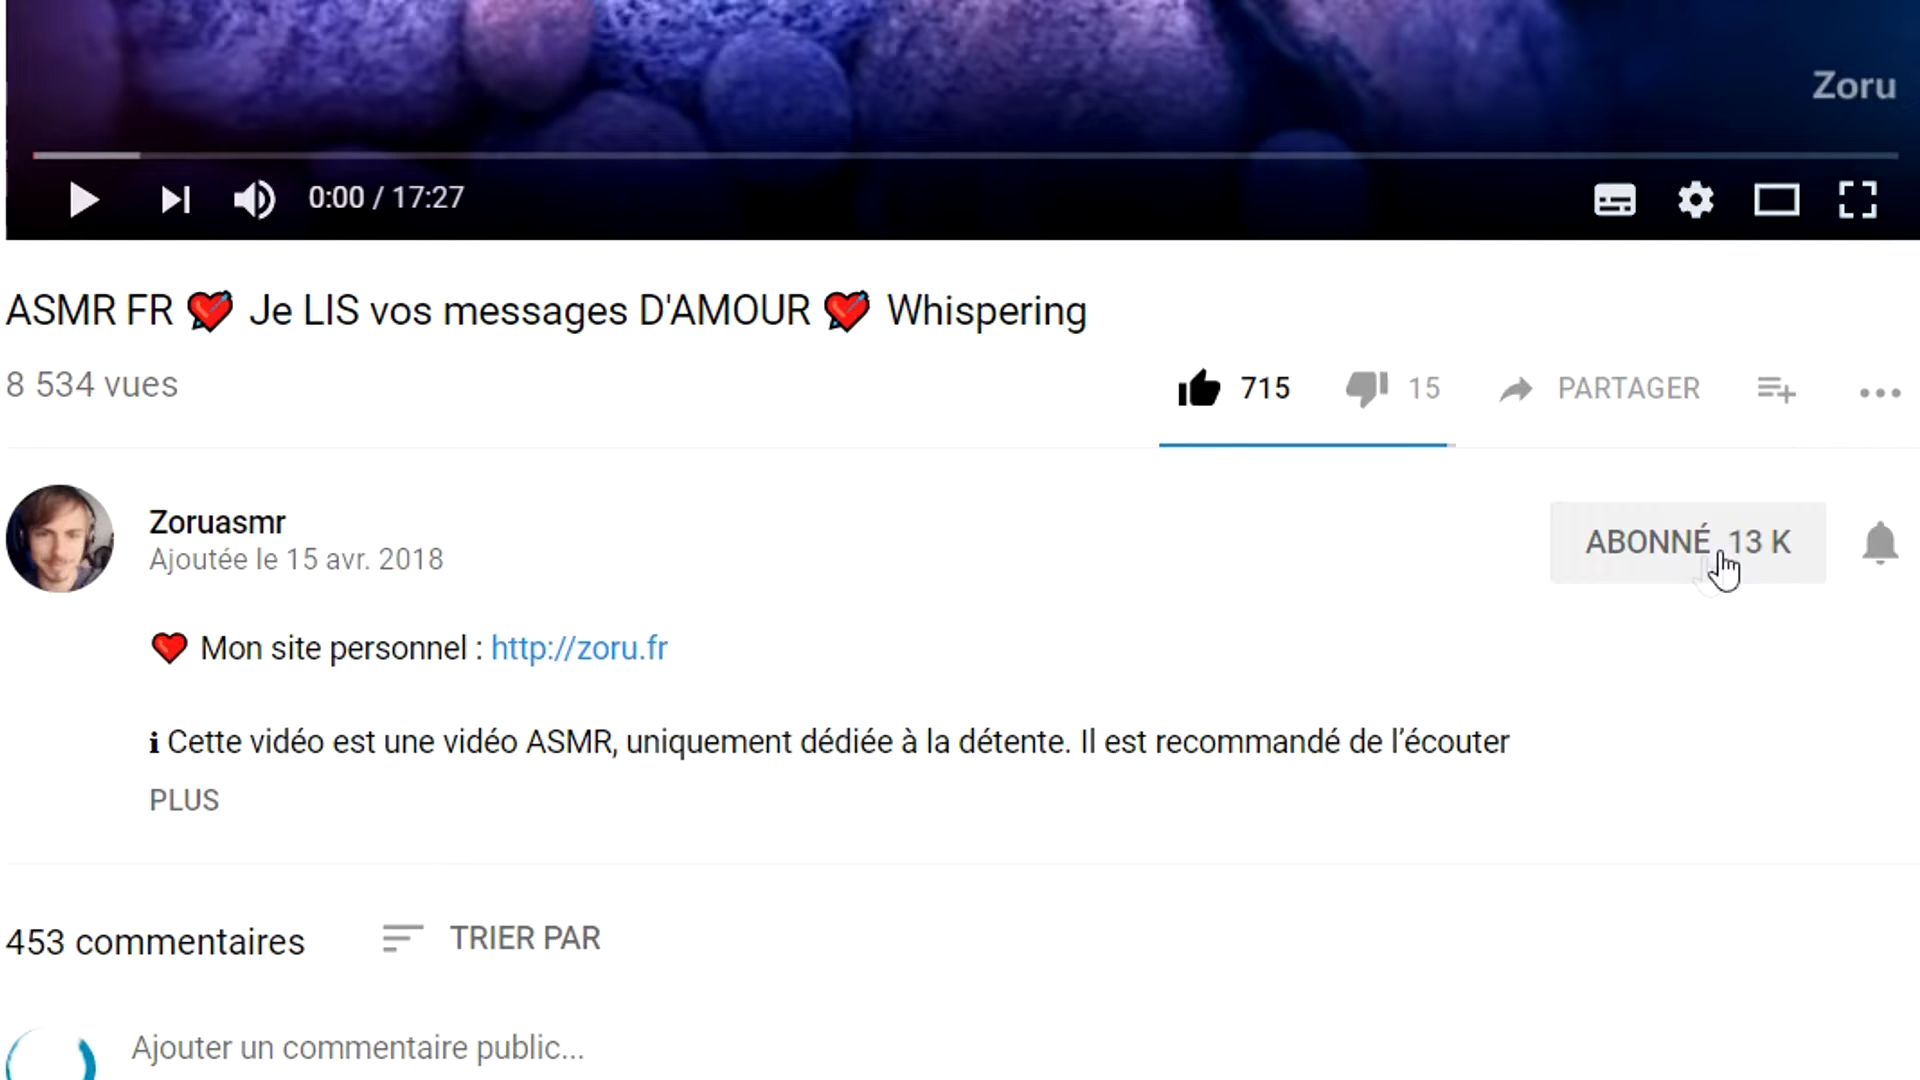 Zoru
0:00 / 17:27
ASMR FR 💘 Je LIS vos messages D'AMOUR 💘 Whispering
8 534 vues
715 15 PARTAGER
Zoruasmr
Ajoutée le 15 avr. 2018
ABONNÉ 13 K
❤ Mon site personnel : http://zoru.fr
ℹ Cette vidéo est une vidéo ASMR, uniquement dédiée à la détente. Il est recommandé de l’écouter
PLUS
453 commentaires TRIER PAR
Ajouter un commentaire public...